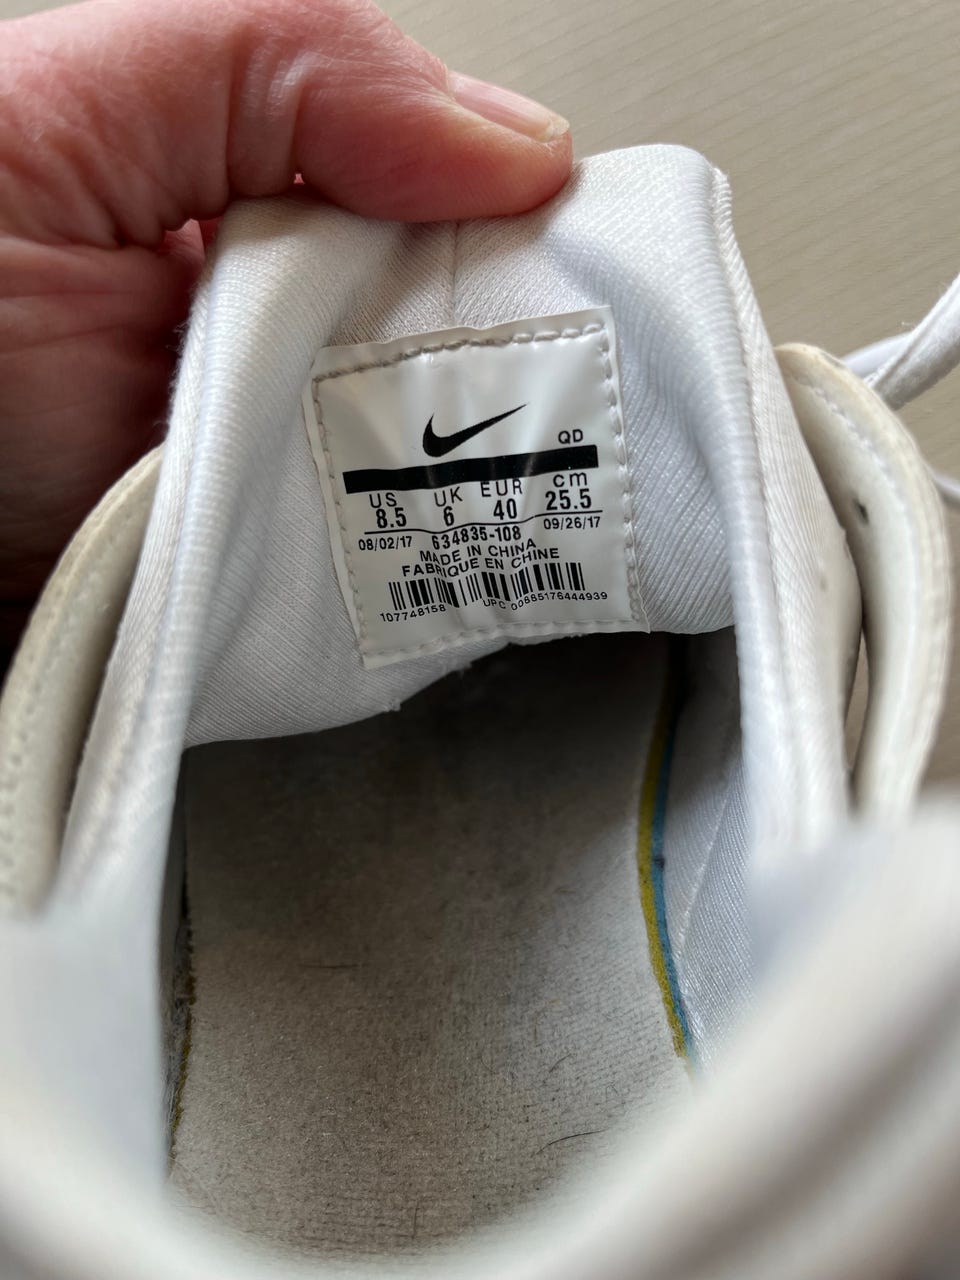 QD
US UK EUR cm
8.5 6 40 25.5
08/02/17 634835-108 09/26/17
MADE IN CHINA
FABRIQUE EN CHINE
107748158 UPC 00885176444939